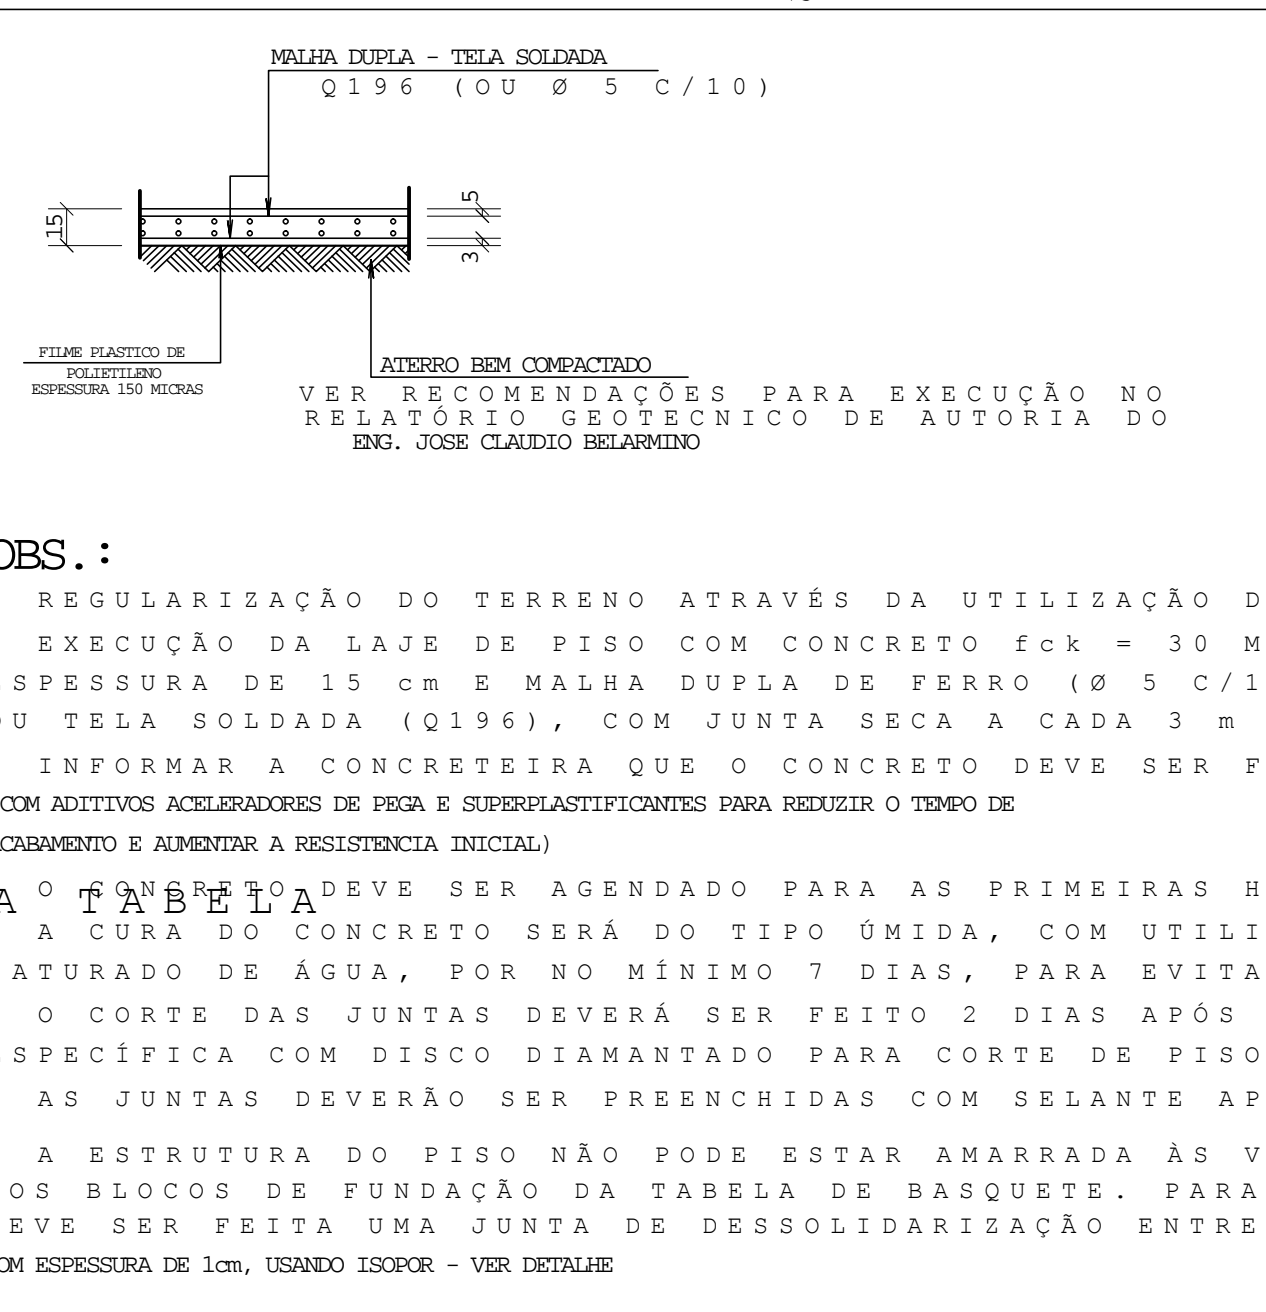 MALHA DUPLA - TELA SOLDADA
Q196 (OU Ø 5 C/10)
15
5
3
FILME PLASTICO DE
POLIETILENO
ESPESSURA 150 MICRAS
ATERRO BEM COMPACTADO
VER RECOMENDAÇÕES PARA EXECUÇÃO NO
RELATÓRIO GEOTECNICO DE AUTORIA DO
ENG. JOSE CLAUDIO BELARMINO
OBS.:
REGULARIZAÇÃO DO TERRENO ATRAVÉS DA UTILIZAÇÃO D
EXECUÇÃO DA LAJE DE PISO COM CONCRETO fck = 30 M
SPESSURA DE 15 cm E MALHA DUPLA DE FERRO (Ø 5 C/1
OU TELA SOLDADA (Q196), COM JUNTA SECA A CADA 3 m
INFORMAR A CONCRETEIRA QUE O CONCRETO DEVE SER F
COM ADITIVOS ACELERADORES DE PEGA E SUPERPLASTIFICANTES PARA REDUZIR O TEMPO DE
CABAMENTO E AUMENTAR A RESISTENCIA INICIAL)
O CONCRETO DEVE SER AGENDADO PARA AS PRIMEIRAS H
A TABELA
A CURA DO CONCRETO SERÁ DO TIPO ÚMIDA, COM UTILI
ATURADO DE ÁGUA, POR NO MÍNIMO 7 DIAS, PARA EVITA
O CORTE DAS JUNTAS DEVERÁ SER FEITO 2 DIAS APÓS
SPECÍFICA COM DISCO DIAMANTADO PARA CORTE DE PISO
AS JUNTAS DEVERÃO SER PREENCHIDAS COM SELANTE AP
A ESTRUTURA DO PISO NÃO PODE ESTAR AMARRADA ÀS V
OS BLOCOS DE FUNDAÇÃO DA TABELA DE BASQUETE. PARA
EVE SER FEITA UMA JUNTA DE DESSOLIDARIZAÇÃO ENTRE
OM ESPESSURA DE 1cm, USANDO ISOPOR - VER DETALHE